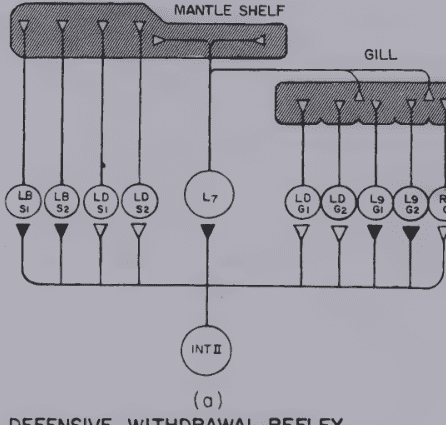 MANTLE SHELF
GILL
LB S1
LB S2
LD S1
LD S2
L7
LD G1
LD G2
L9 G1
L9 G2
INT II
(a)
DEFENSIVE WITHDRAWAL REFLEX